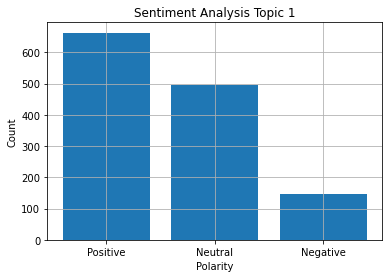 Sentiment Analysis Topic 1
600
500
400
300
200
100
0
Count
Positive Neutral Negative
Polarity